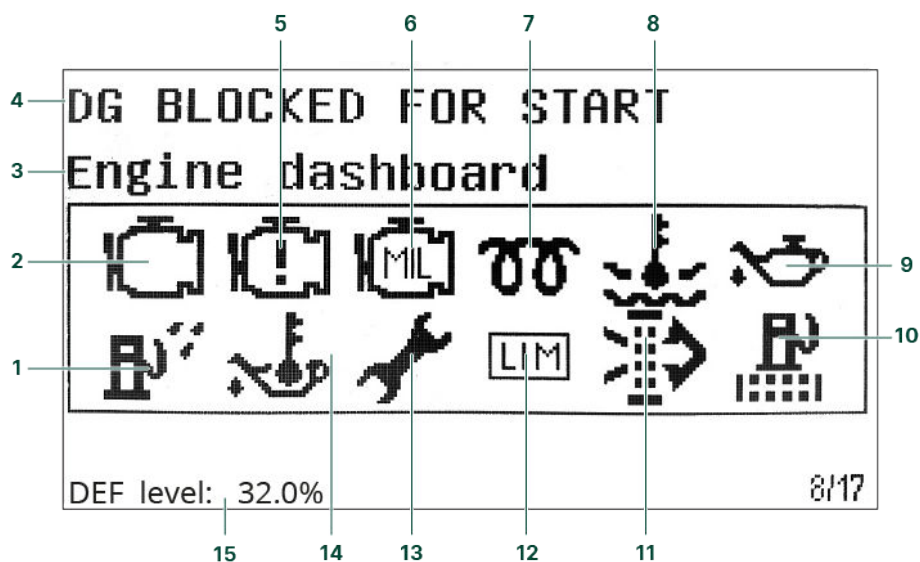 5 6 7 8
4 DG BLOCKED FOR START
3 Engine dashboard
2 ! MIL 9
1 LIM 10
DEF level: 32.0% 8/17
15 14 13 12 11